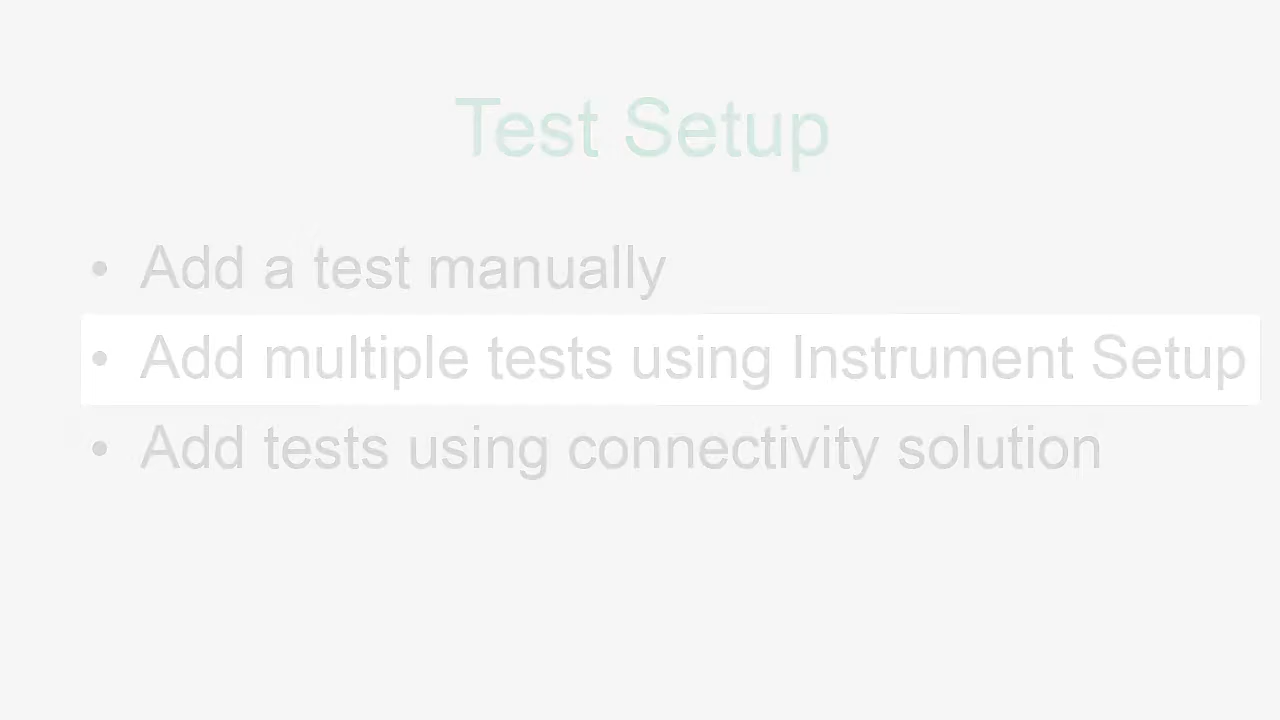 Test Setup
• Add a test manually
• Add multiple tests using Instrument Setup
• Add tests using connectivity solution